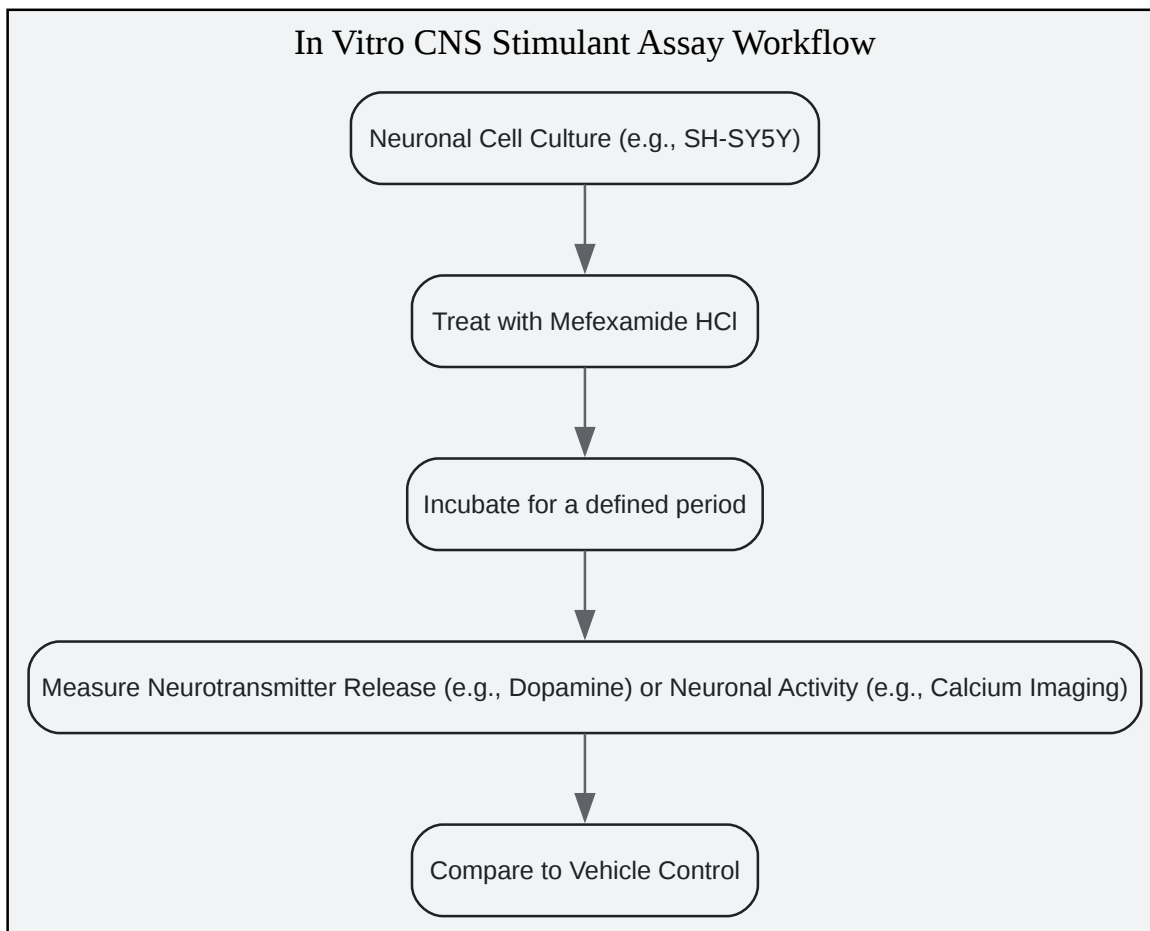 In Vitro CNS Stimulant Assay Workflow
Neuronal Cell Culture (e.g., SH-SY5Y)
Treat with Mefexamide HCl
Incubate for a defined period
Measure Neurotransmitter Release (e.g., Dopamine) or Neuronal Activity (e.g., Calcium Imaging)
Compare to Vehicle Control